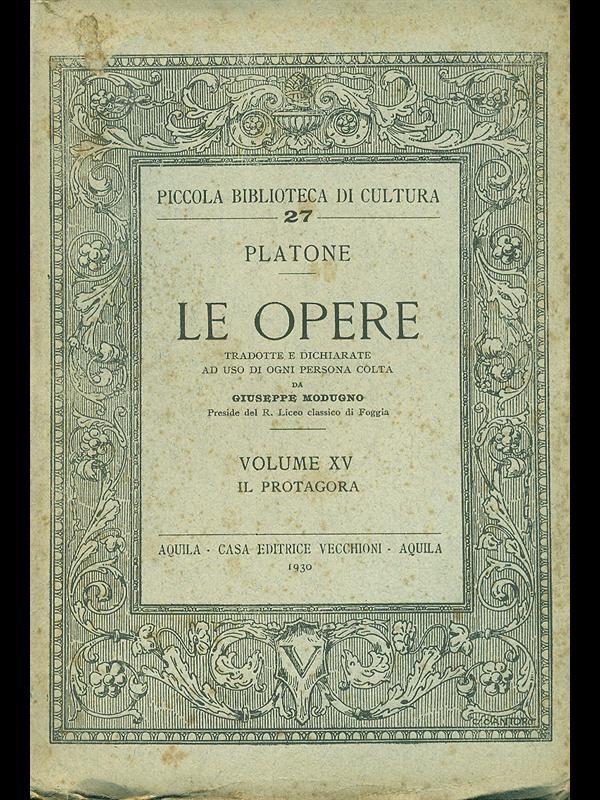 PICCOLA BIBLIOTECA DI CULTURA
27
PLATONE
LE OPERE
TRADOTTE E DICHIARATE
AD USO DI OGNI PERSONA COLTA
DA
GIUSEPPE MODUGNO
Preside del R. Liceo classico di Foggia
VOLUME XV
IL PROTAGORA
AQUILA - CASA EDITRICE VECCHIONI - AQUILA
1930
V